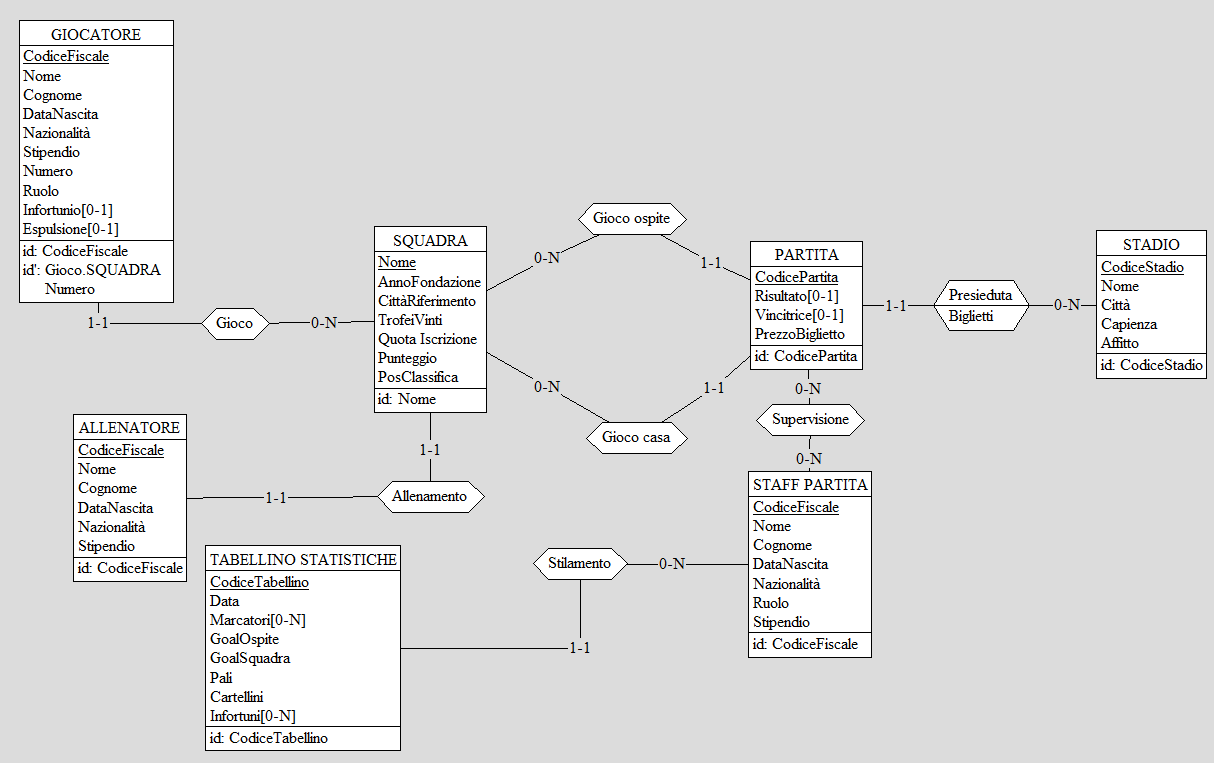 GIOCATORE
CodiceFiscale
Nome
Cognome
DataNascita
Nazionalità
Stipendio
Numero
Ruolo
Infortunio[0-1]
Espulsione[0-1]
id: CodiceFiscale
id': Gioco.SQUADRA
Numero
1-1
Gioco
0-N
SQUADRA
Nome
AnnoFondazione
CittàRiferimento
TrofeiVinti
Quota Iscrizione
Punteggio
PosClassifica
id: Nome
0-N
Gioco ospite
1-1
0-N
Gioco casa
1-1
PARTITA
CodicePartita
Risultato[0-1]
Vincitrice[0-1]
PrezzoBiglietto
id: CodicePartita
1-1
Presieduta
Biglietti
0-N
STADIO
CodiceStadio
Nome
Città
Capienza
Affitto
id: CodiceStadio
0-N
Supervisione
0-N
ALLENATORE
CodiceFiscale
Nome
Cognome
DataNascita
Nazionalità
Stipendio
id: CodiceFiscale
1-1
Allenamento
1-1
STAFF PARTITA
CodiceFiscale
Nome
Cognome
DataNascita
Nazionalità
Ruolo
Stipendio
id: CodiceFiscale
TABELLINO STATISTICHE
CodiceTabellino
Data
Marcatori[0-N]
GoalOspite
GoalSquadra
Pali
Cartellini
Infortuni[0-N]
id: CodiceTabellino
Stilamento
0-N
1-1